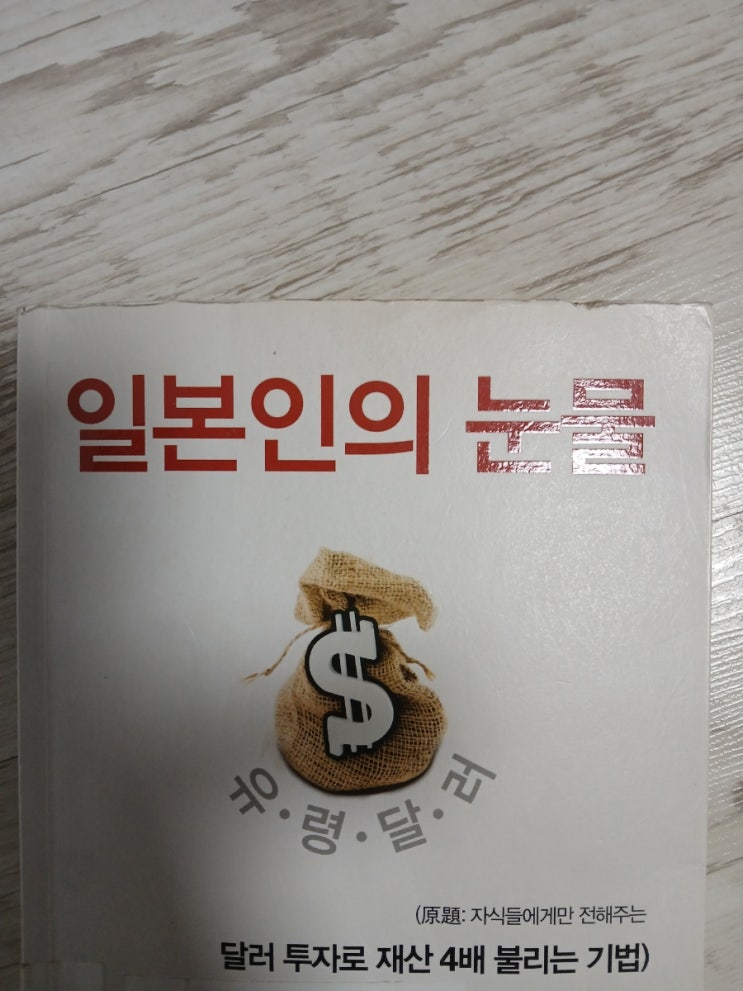 일본인의 눈물
$
유·령·달·러
(原題: 자식들에게만 전해주는
달러 투자로 재산 4배 불리는 기법)